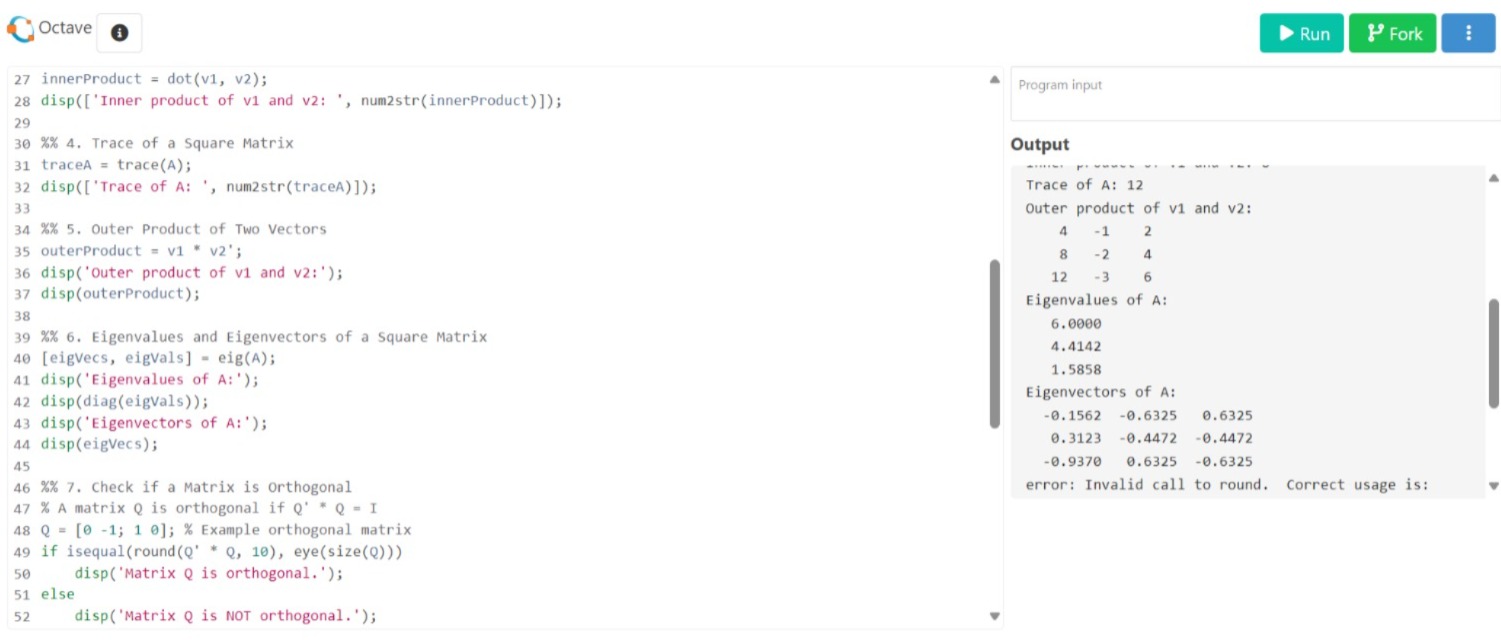 Octave
Run
Fork
27 innerProduct = dot(v1, v2);
28 disp(['Inner product of v1 and v2: ', num2str(innerProduct)]);
29
30 %% 4. Trace of a Square Matrix
31 traceA = trace(A);
32 disp(['Trace of A: ', num2str(traceA)]);
33
34 %% 5. Outer Product of Two Vectors
35 outerProduct = v1 * v2';
36 disp('Outer product of v1 and v2:');
37 disp(outerProduct);
38
39 %% 6. Eigenvalues and Eigenvectors of a Square Matrix
40 [eigVecs, eigVals] = eig(A);
41 disp('Eigenvalues of A:');
42 disp(diag(eigVals));
43 disp('Eigenvectors of A:');
44 disp(eigVecs);
45
46 %% 7. Check if a Matrix is Orthogonal
47 % A matrix Q is orthogonal if Q' * Q = I
48 Q = [0 -1; 1 0]; % Example orthogonal matrix
49 if isequal(round(Q' * Q, 10), eye(size(Q)))
50     disp('Matrix Q is orthogonal.');
51 else
52     disp('Matrix Q is NOT orthogonal.');
Program input
Output
Trace of A: 12
Outer product of v1 and v2:
4 -1 2
8 -2 4
12 -3 6
Eigenvalues of A:
6.0000
4.4142
1.5858
Eigenvectors of A:
-0.1562 -0.6325 0.6325
0.3123 -0.4472 -0.4472
-0.9370 0.6325 -0.6325
error: Invalid call to round.  Correct usage is: